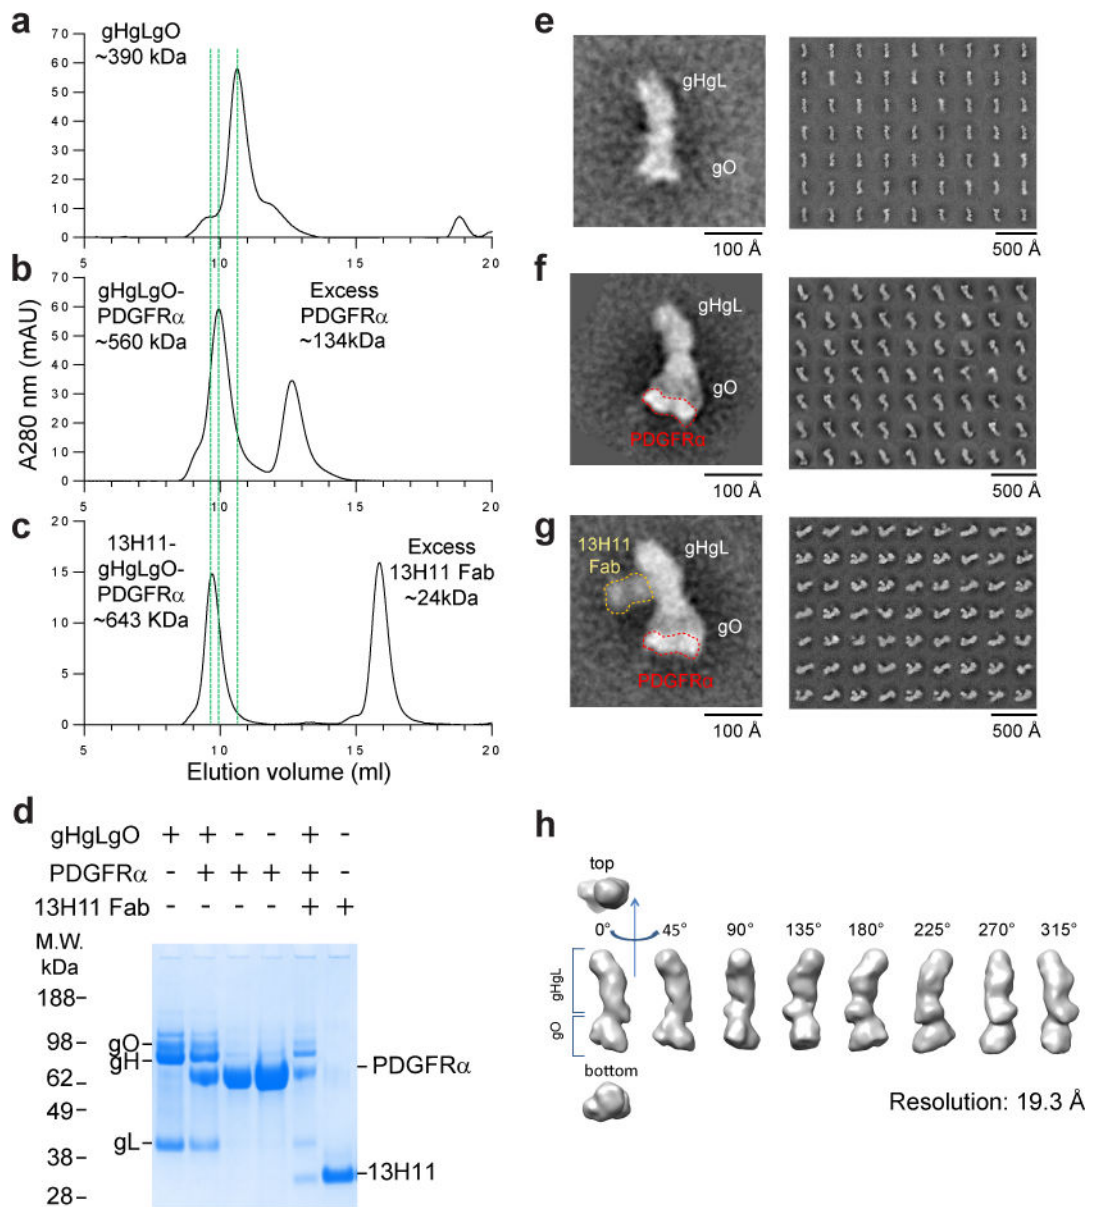 a
gHgLgO
~390 kDa
70
60
50
40
30
20
10
0
5
10
15
20
b
gHgLgO-
PDGFRα
~560 kDa
Excess
PDGFRα
~134kDa
70
60
50
40
30
20
10
0
5
10
15
20
A280 nm (mAU)
c
13H11-
gHgLgO-
PDGFRα
~643 KDa
Excess
13H11 Fab
~24kDa
20
15
10
5
0
5
10
15
20
Elution volume (ml)
d
gHgLgO + + - - + -
PDGFRα - + + + + -
13H11 Fab - - - - + +
M.W.
kDa
188
98
62
49
38
28
gO
gH
gL
PDGFRα
13H11
e
gHgL
gO
100 Å
500 Å
f
gHgL
gO
PDGFRα
100 Å
500 Å
g
13H11
Fab
gHgL
gO
PDGFRα
100 Å
500 Å
h
top
0° 45° 90° 135° 180° 225° 270° 315°
gHgL
gO
bottom
Resolution: 19.3 Å